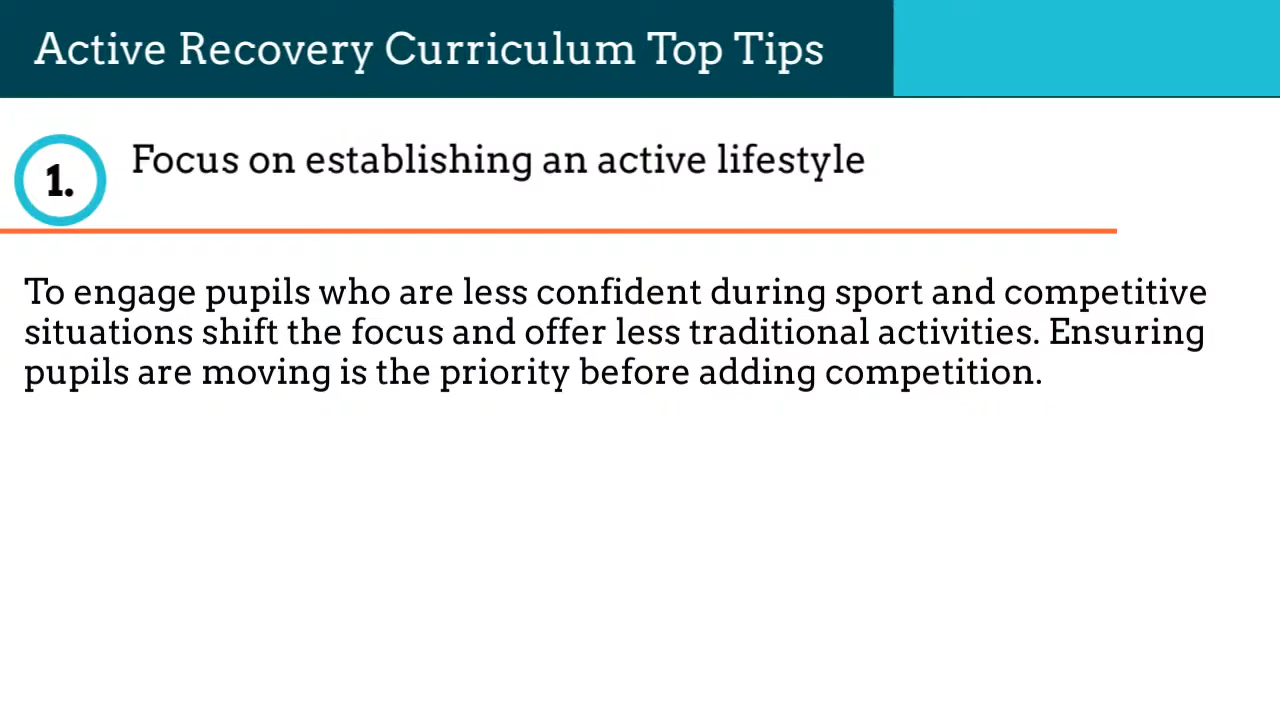 Active Recovery Curriculum Top Tips
1.
Focus on establishing an active lifestyle
To engage pupils who are less confident during sport and competitive
situations shift the focus and offer less traditional activities. Ensuring
pupils are moving is the priority before adding competition.